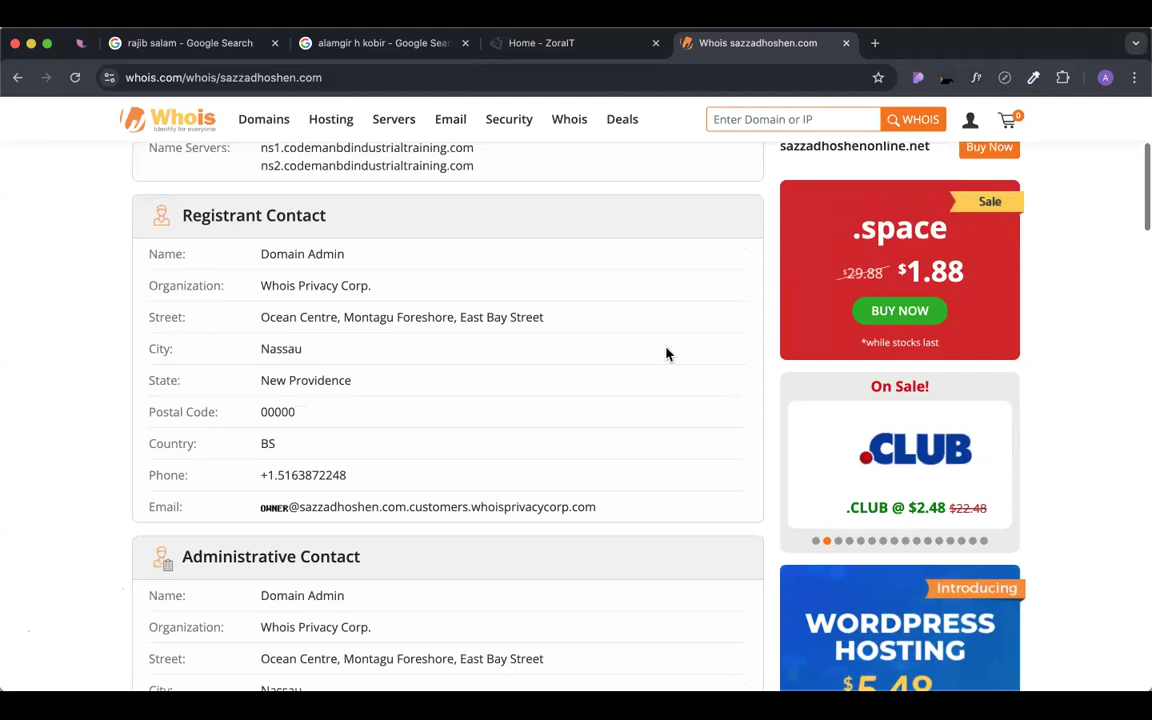 rajib salam - Google Search
alamgir h kobir - Google Sear
Home - ZoraIT
Whois sazzadhoshen.com
whois.com/whois/sazzadhoshen.com
A
Whois
Identity for everyone
Domains
Hosting
Servers
Email
Security
Whois
Deals
Enter Domain or IP
WHOIS
0
Name Servers: ns1.codemanbdindustrialtraining.com
ns2.codemanbdindustrialtraining.com
Registrant Contact
Name: Domain Admin
Organization: Whois Privacy Corp.
Street: Ocean Centre, Montagu Foreshore, East Bay Street
City: Nassau
State: New Providence
Postal Code: 00000
Country: BS
Phone: +1.5163872248
Email: OWNER@sazzadhoshen.com.customers.whoisprivacycorp.com
Administrative Contact
Name: Domain Admin
Organization: Whois Privacy Corp.
Street: Ocean Centre, Montagu Foreshore, East Bay Street
City: Nassau
sazzadhoshenonline.net
Buy Now
Sale
.space
$29.88 $1.88
BUY NOW
*while stocks last
On Sale!
.CLUB
.CLUB @ $2.48 $22.48
Introducing
WORDPRESS
HOSTING
$5.48